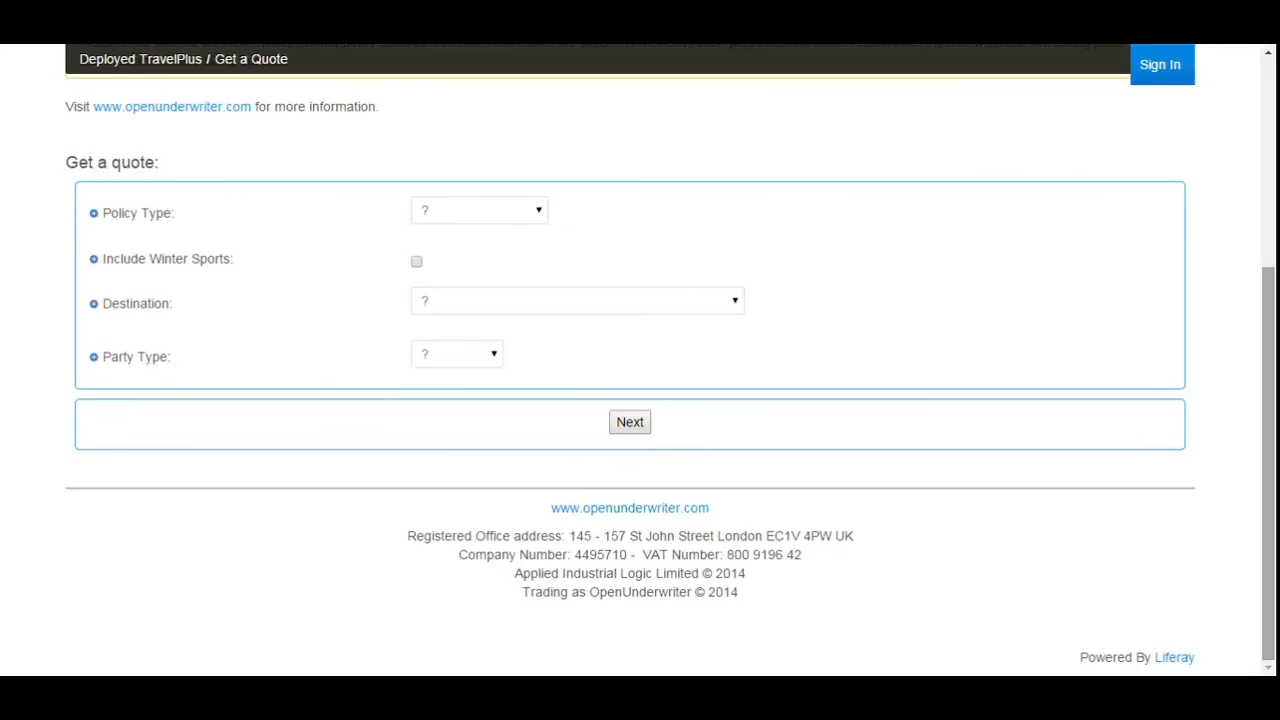 Deployed TravelPlus / Get a Quote
Sign In
Visit www.openunderwriter.com for more information.
Get a quote:
Policy Type:
?
Include Winter Sports:
Destination:
?
Party Type:
?
Next
www.openunderwriter.com
Registered Office address: 145 - 157 St John Street London EC1V 4PW UK
Company Number: 4495710 - VAT Number: 800 9196 42
Applied Industrial Logic Limited © 2014
Trading as OpenUnderwriter © 2014
Powered By Liferay